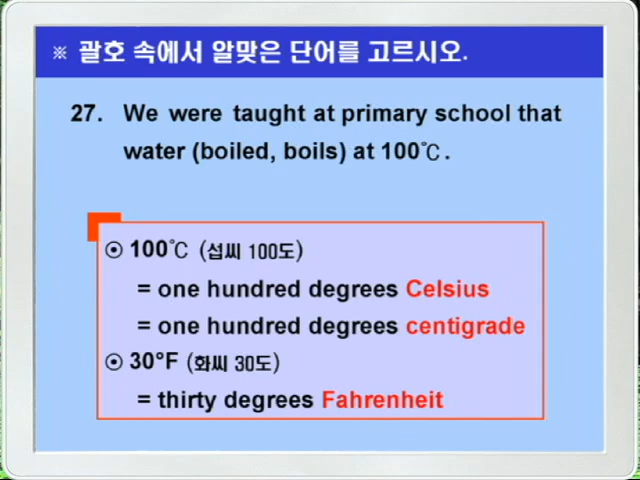 ※ 괄호 속에서 알맞은 단어를 고르시오.
27. We were taught at primary school that
water (boiled, boils) at 100℃.
⊙ 100℃ (섭씨 100도)
= one hundred degrees Celsius
= one hundred degrees centigrade
⊙ 30°F (화씨 30도)
= thirty degrees Fahrenheit